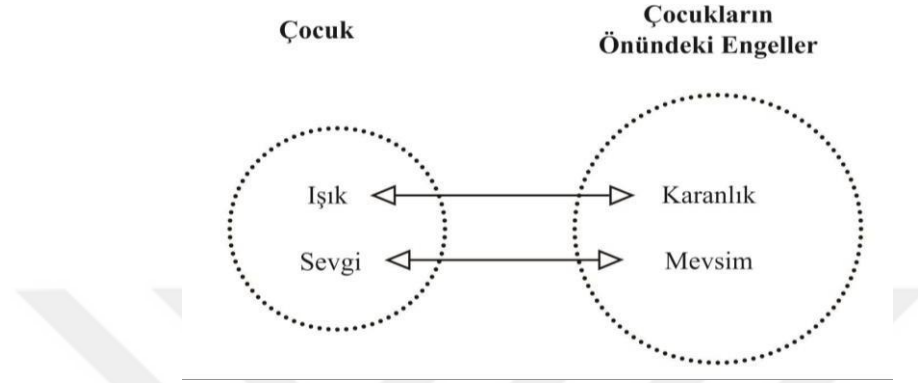 Çocuk
Çocukların
Önündeki Engeller
Işık
Karanlık
Sevgi
Mevsim